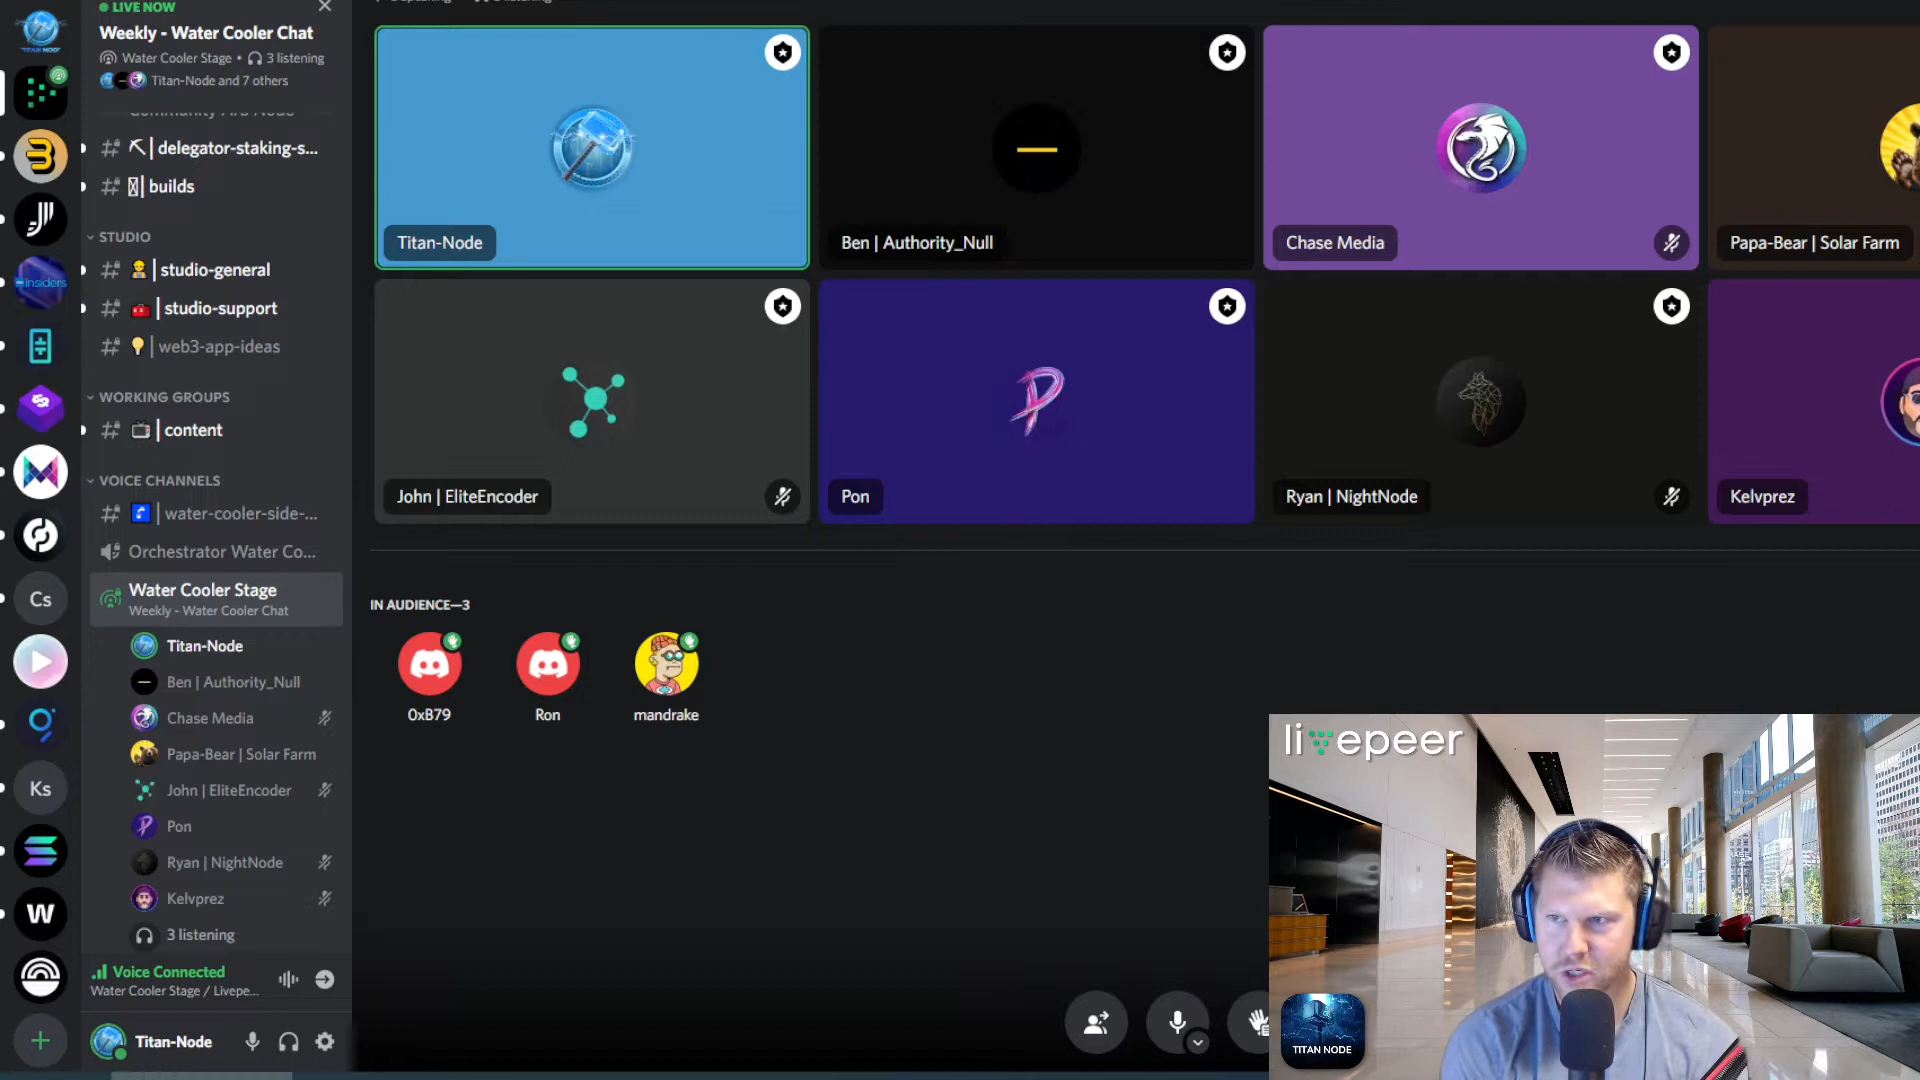 LIVE NOW
Weekly - Water Cooler Chat
Water Cooler Stage • 3 listening
Titan-Node and 7 others
delegator-staking-s...
builds
STUDIO
studio-general
studio-support
web3-app-ideas
WORKING GROUPS
content
VOICE CHANNELS
water-cooler-side-...
Orchestrator Water Co...
Water Cooler Stage
Weekly - Water Cooler Chat
Titan-Node
Ben | Authority_Null
Chase Media
Papa-Bear | Solar Farm
John | EliteEncoder
Pon
Ryan | NightNode
Kelvprez
3 listening
Voice Connected
Water Cooler Stage / Livepe...
Titan-Node
insiders
Cs
Ks
W
Titan-Node
Ben | Authority_Null
Chase Media
Papa-Bear | Solar Farm
John | EliteEncoder
Pon
Ryan | NightNode
Kelvprez
IN AUDIENCE—3
0xB79
Ron
mandrake
livepeer
TITAN NODE